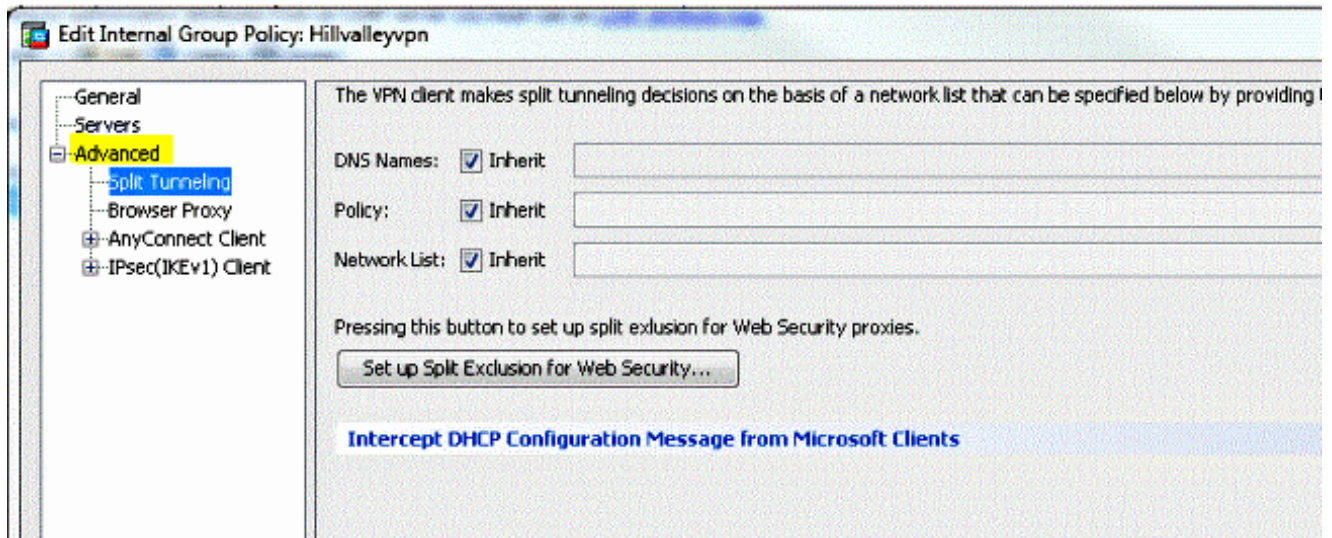 Edit Internal Group Policy: Hillvalleyvpn
General
Servers
Advanced
Split Tunneling
Browser Proxy
AnyConnect Client
IPsec(IKEv1) Client
The VPN client makes split tunneling decisions on the basis of a network list that can be specified below by providing
DNS Names: Inherit
Policy: Inherit
Network List: Inherit
Pressing this button to set up split exlusion for Web Security proxies.
Set up Split Exclusion for Web Security...
Intercept DHCP Configuration Message from Microsoft Clients